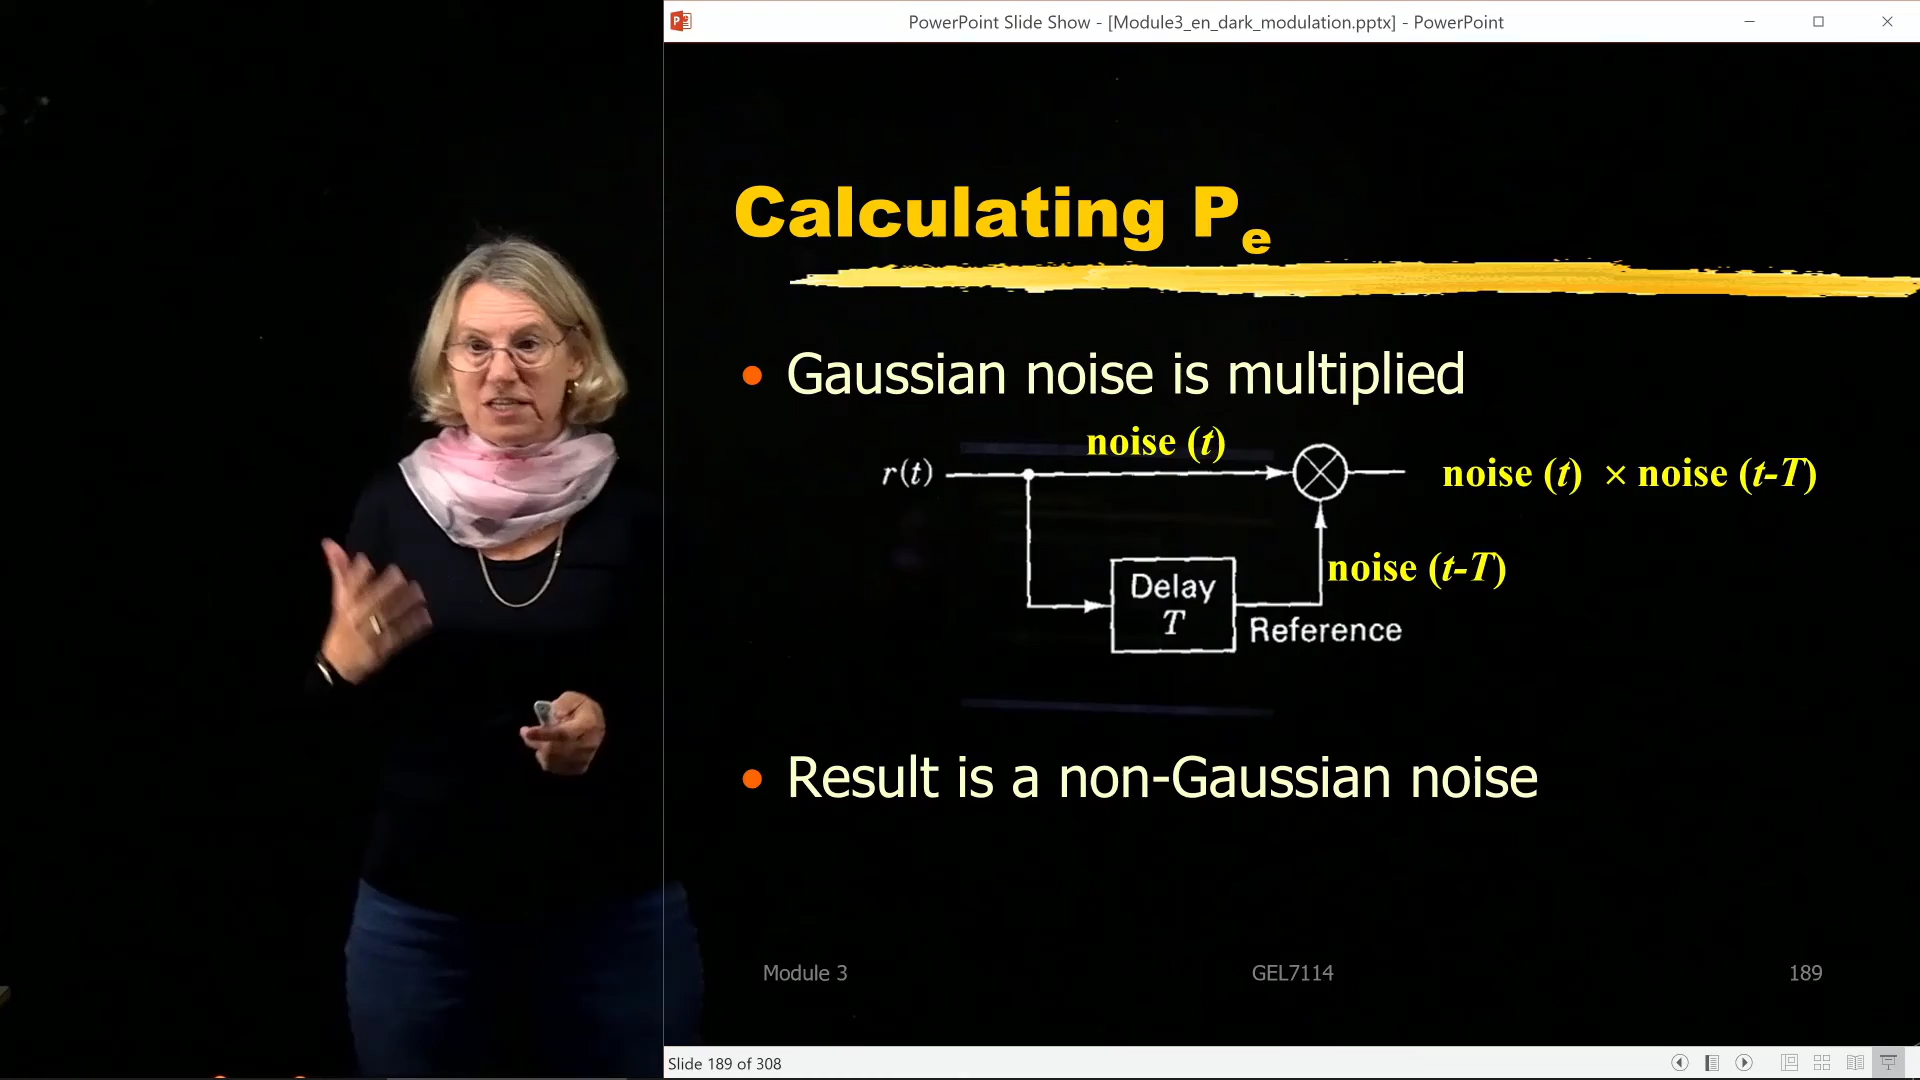 PowerPoint Slide Show - [Module3_en_dark_modulation.pptx] - PowerPoint
Calculating Pe
• Gaussian noise is multiplied
noise (t)
r(t)
noise (t) × noise (t-T)
noise (t-T)
Delay
T
Reference
• Result is a non-Gaussian noise
Module 3 GEL7114 189
Slide 189 of 308